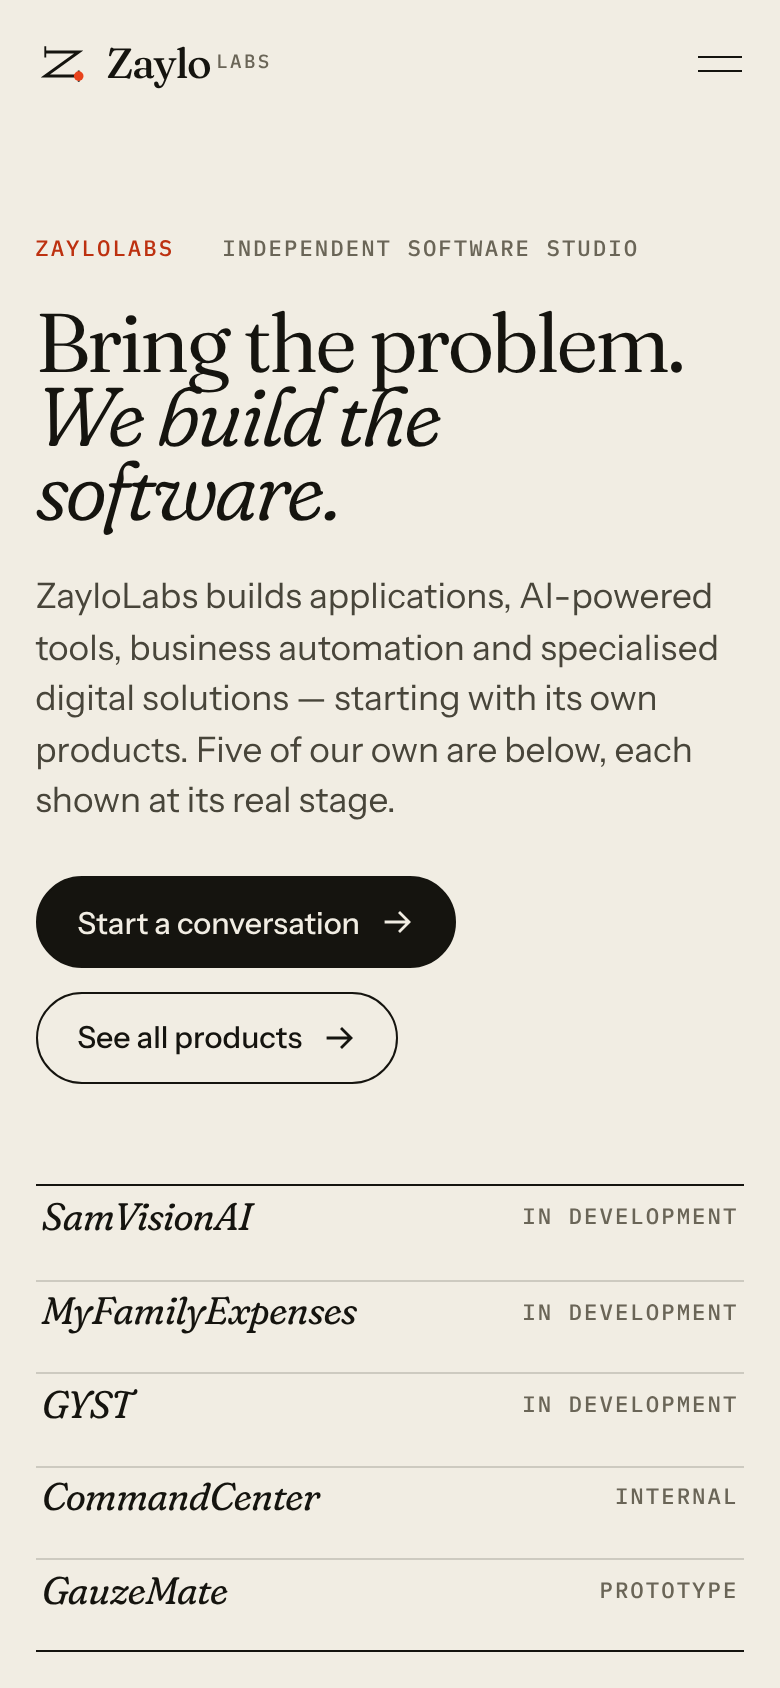 Z Zaylo LABS
ZAYLOLABS INDEPENDENT SOFTWARE STUDIO
Bring the problem.
We build the
software.
ZayloLabs builds applications, AI-powered
tools, business automation and specialised
digital solutions — starting with its own
products. Five of our own are below, each
shown at its real stage.
Start a conversation →
See all products →
SamVisionAI IN DEVELOPMENT
MyFamilyExpenses IN DEVELOPMENT
GYST IN DEVELOPMENT
CommandCenter INTERNAL
GauzeMate PROTOTYPE